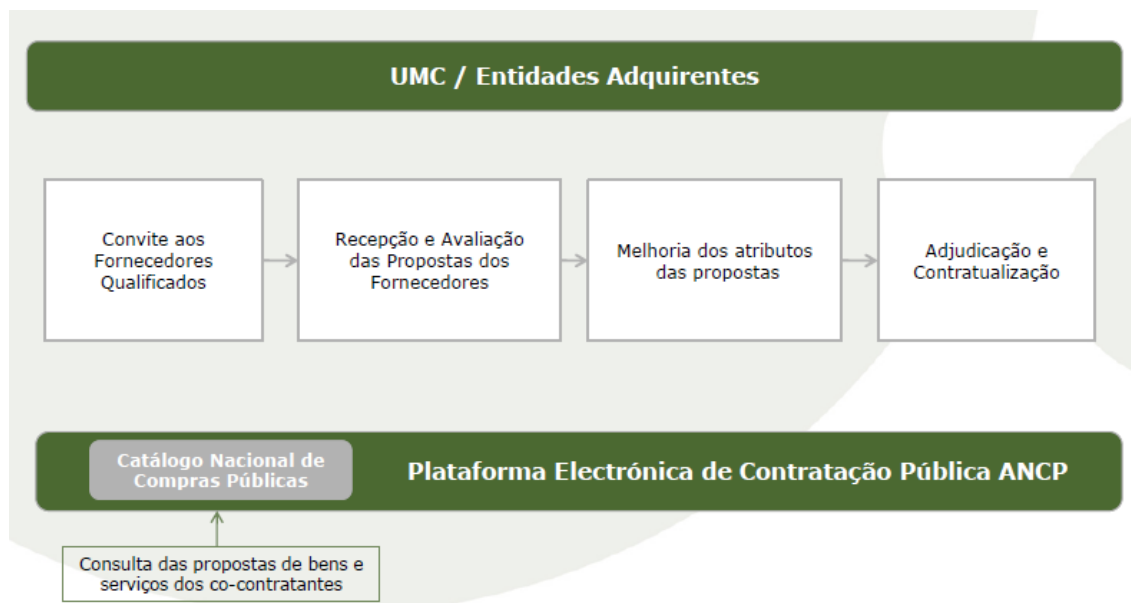 UMC / Entidades Adquirentes
Convite aos
Fornecedores
Qualificados
Recepção e Avaliação
das Propostas dos
Fornecedores
Melhoria dos atributos
das propostas
Adjudicação e
Contratualização
Catálogo Nacional de
Compras Públicas
Plataforma Electrónica de Contratação Pública ANCP
Consulta das propostas de bens e
serviços dos co-contratantes